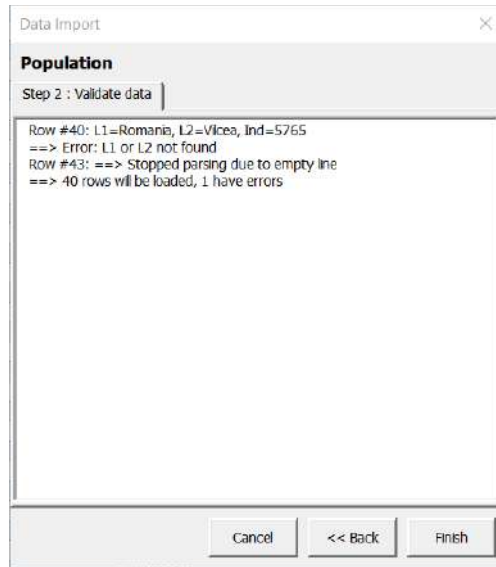 Data Import
Population
Step 2 : Validate data
Row #40: L1=Romania, L2=Vicea, Ind=5765
==> Error: L1 or L2 not found
Row #43: ==> Stopped parsing due to empty line
==> 40 rows will be loaded, 1 have errors
Cancel
<< Back
Finish